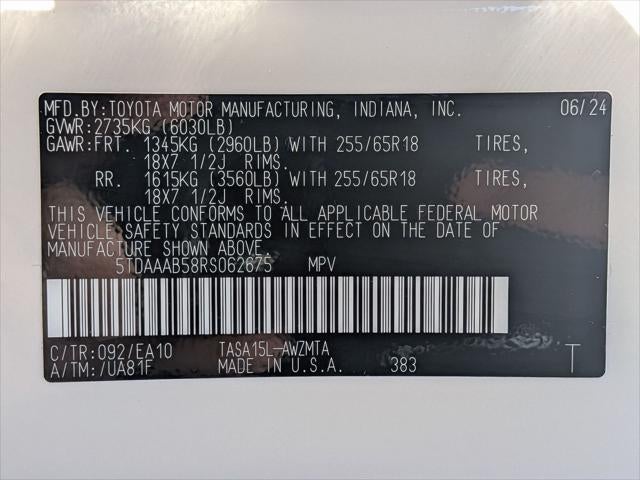 MFD.BY:TOYOTA MOTOR MANUFACTURING, INDIANA, INC. 06/24
GVWR:2735KG (6030LB)
GAWR:FRT. 1345KG (2960LB) WITH 255/65R18 TIRES,
18X7 1/2J RIMS.
RR. 1615KG (3560LB) WITH 255/65R18 TIRES,
18X7 1/2J RIMS.
THIS VEHICLE CONFORMS TO ALL APPLICABLE FEDERAL MOTOR
VEHICLE SAFETY STANDARDS IN EFFECT ON THE DATE OF
MANUFACTURE SHOWN ABOVE.
5TDAAAB58RS062675 MPV
C/TR:092/EA10 TASA15L-AWZMTA
A/TM:/UA81F MADE IN U.S.A. 383 T